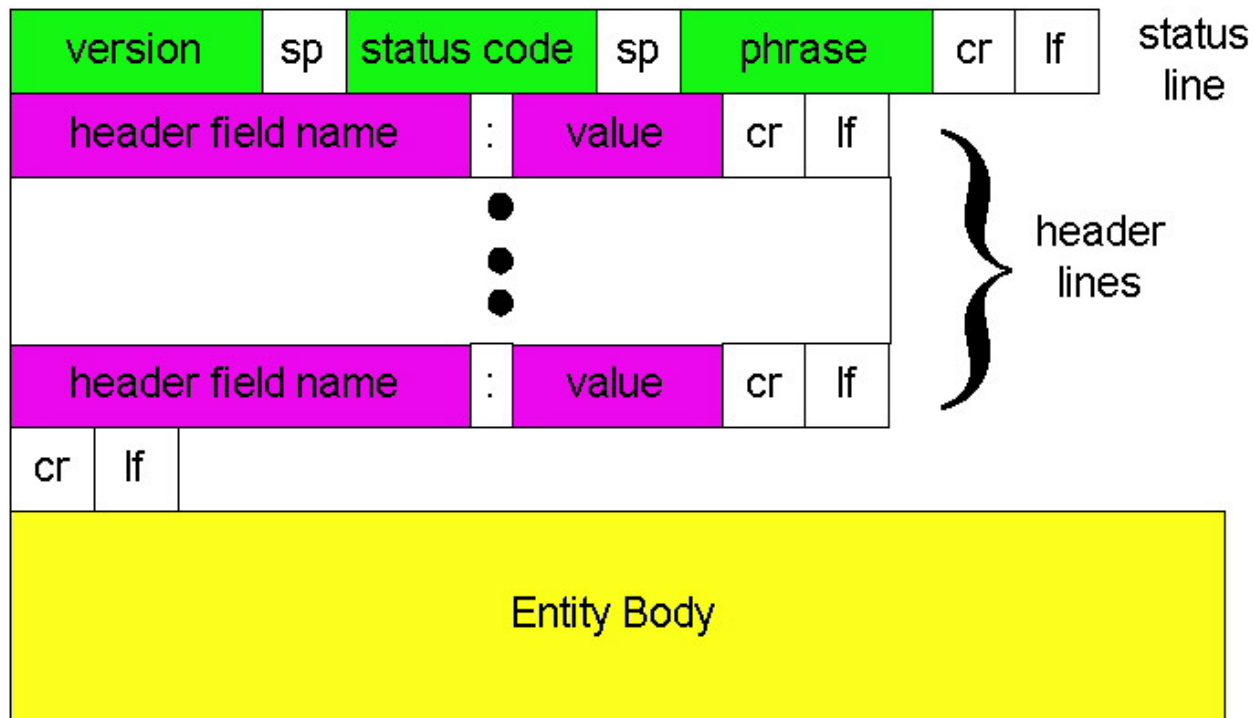 version sp status code sp phrase cr lf status line
header field name : value cr lf
header lines
header field name : value cr lf
cr lf
Entity Body